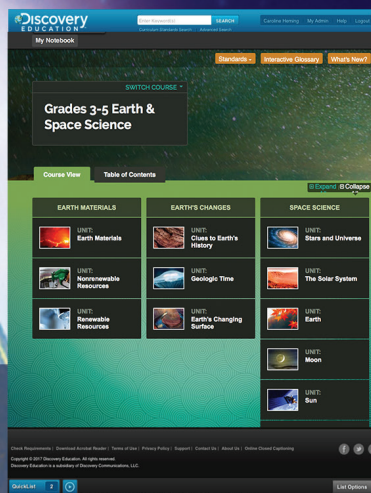 Discovery
EDUCATION
Enter Keyword(s)
SEARCH
Caroline Heming My Admin Help Logout
Curriculum Standards Search Advanced Search
My Notebook
Standards
Interactive Glossary
What's New?
SWITCH COURSE
Grades 3-5 Earth &
Space Science
Course View
Table of Contents
Expand
Collapse
EARTH MATERIALS
UNIT:
Earth Materials
UNIT:
Nonrenewable
Resources
UNIT:
Renewable
Resources
EARTH'S CHANGES
UNIT:
Clues to Earth's
History
UNIT:
Geologic Time
UNIT:
Earth's Changing
Surface
SPACE SCIENCE
UNIT:
Stars and Universe
UNIT:
The Solar System
UNIT:
Earth
UNIT:
Moon
UNIT:
Sun
Check Requirements | Download Acrobat Reader | Terms of Use | Privacy Policy | Support | Contact Us | About Us | Online Closed Captioning
Copyright © 2017 Discovery Education. All rights reserved.
Discovery Education is a subsidiary of Discovery Communications, LLC.
QuickList 2
List Options